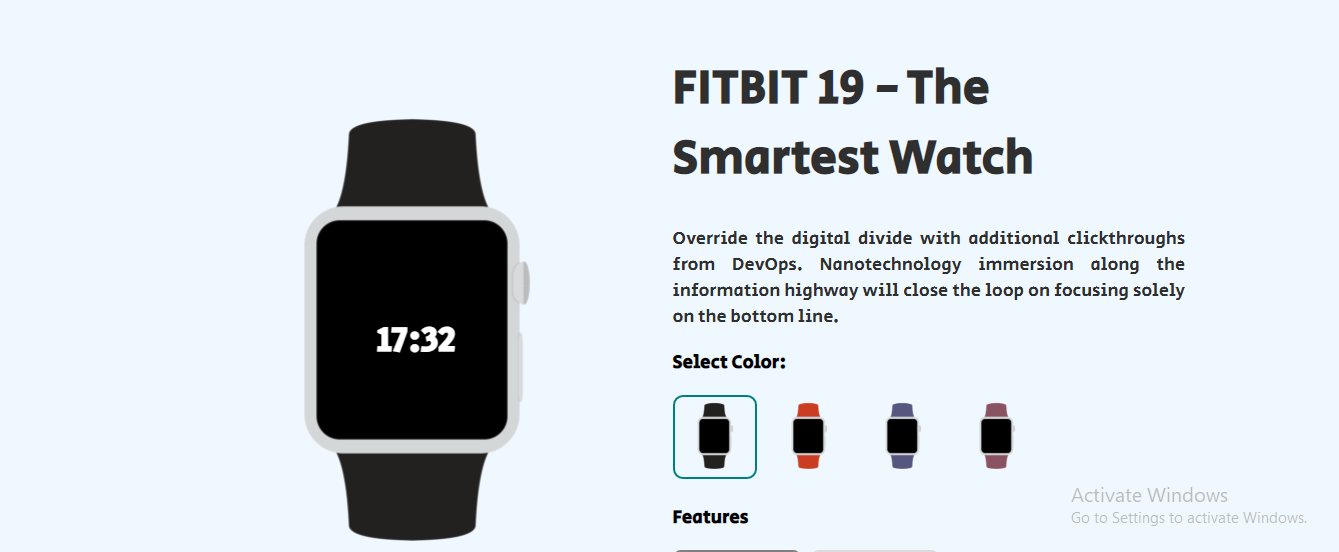 FITBIT 19 – The
Smartest Watch
Override the digital divide with additional clickthroughs
from DevOps. Nanotechnology immersion along the
information highway will close the loop on focusing solely
on the bottom line.
17:32
Select Color:
Features
Activate Windows
Go to Settings to activate Windows.